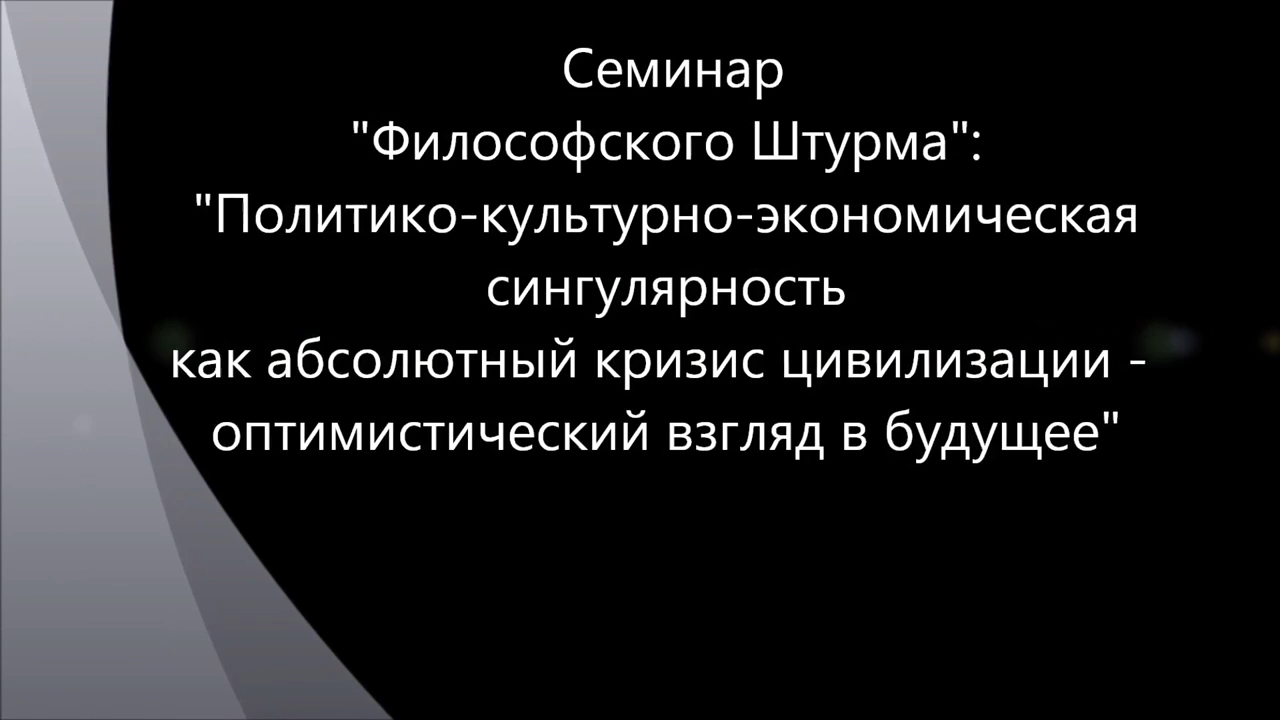 Семинар
"Философского Штурма":
"Политико-культурно-экономическая
сингулярность
как абсолютный кризис цивилизации -
оптимистический взгляд в будущее"